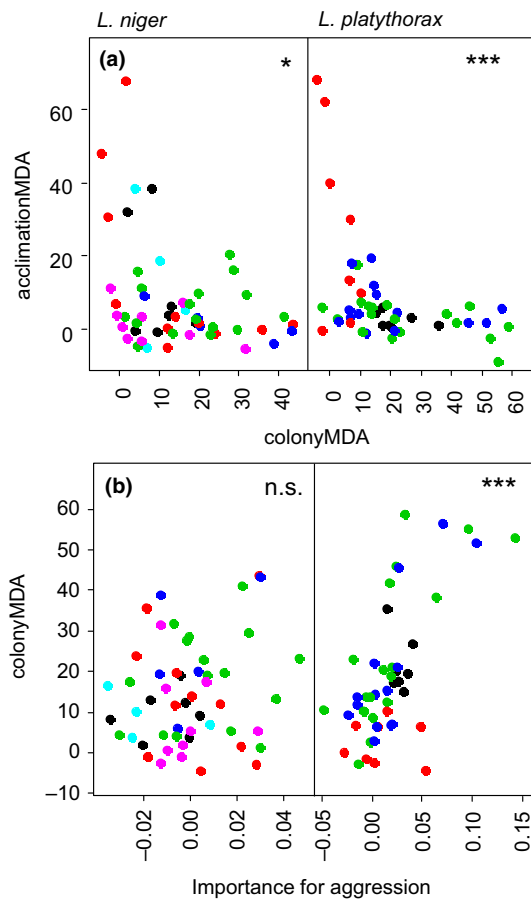 L. niger
L. platythorax
(a)
*
***
60
40
20
0
acclimationMDA
0 10 20 30 40
0 10 20 30 40 50 60
colonyMDA
(b)
n.s.
***
60
50
40
30
20
10
0
−10
colonyMDA
−0.02 0.00 0.02 0.04
−0.05 0.00 0.05 0.10 0.15
Importance for aggression